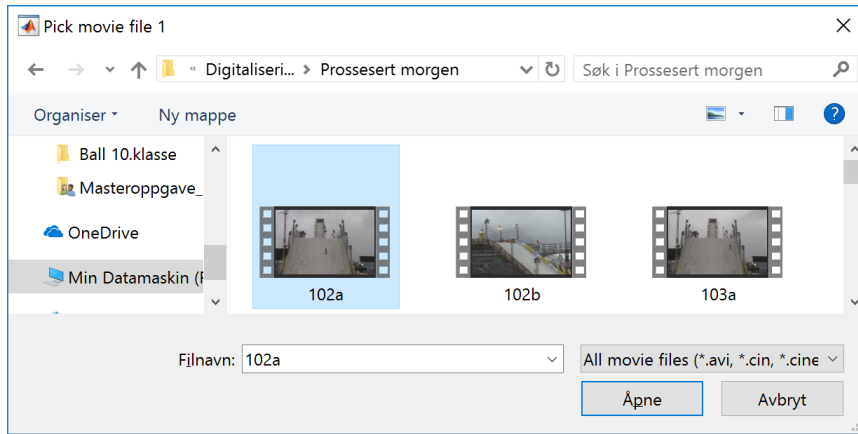 Pick movie file 1
« Digitaliseri... > Prossesert morgen
Søk i Prossesert morgen
Organiser
Ny mappe
?
Ball 10.klasse
Masteroppgave_
OneDrive
Min Datamaskin (
102a
102b
103a
Filnavn: 102a
All movie files (*.avi, *.cin, *.cine
Åpne
Avbryt